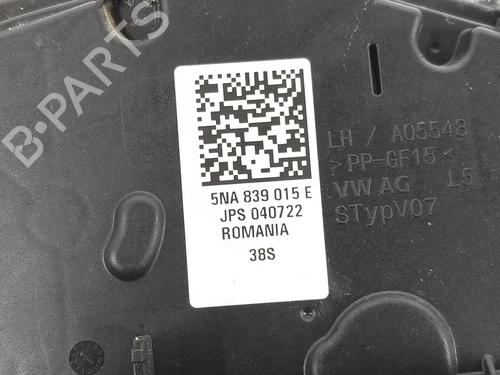 B-PARTS
5NA 839 015 E
JPS 040722
ROMANIA
38S
LH / A05548
>PP-GF15<
VW AG L5
STypV07